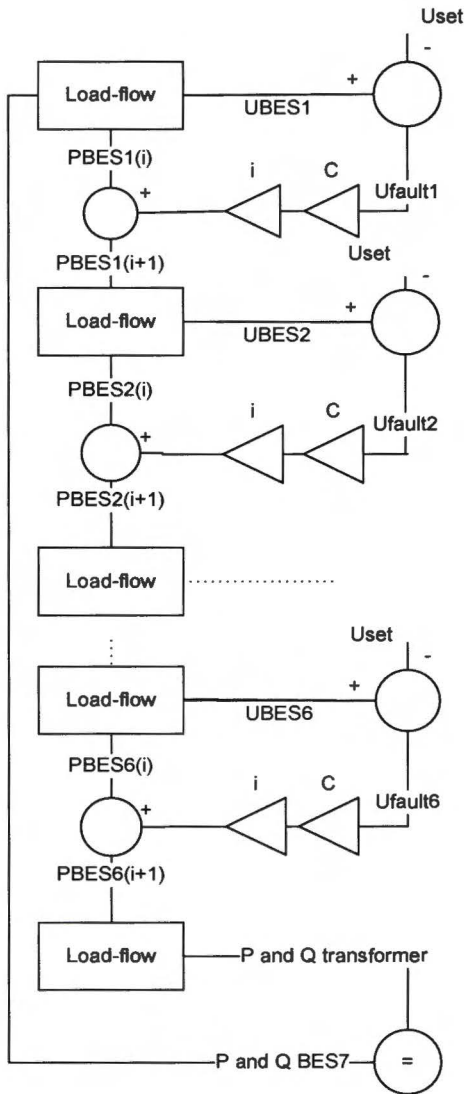 Uset
-
Load-flow
+
UBES1
PBES1(i)
i
C
Ufault1
+
PBES1(i+1)
Uset
-
Load-flow
+
UBES2
PBES2(i)
i
C
Ufault2
+
PBES2(i+1)
Load-flow
Uset
-
Load-flow
+
UBES6
PBES6(i)
i
C
Ufault6
+
PBES6(i+1)
Load-flow
P and Q transformer
P and Q BES7
=